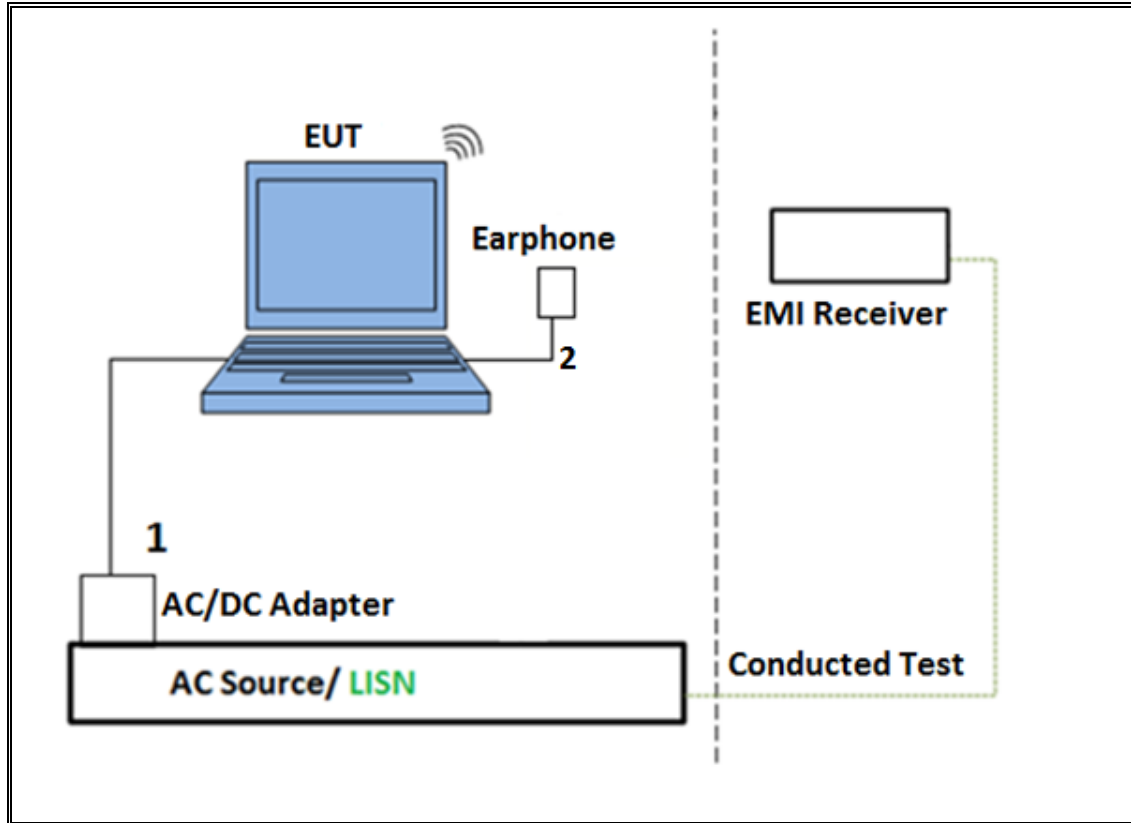 EUT
Earphone
2
EMI Receiver
1
AC/DC Adapter
AC Source/ LISN
Conducted Test